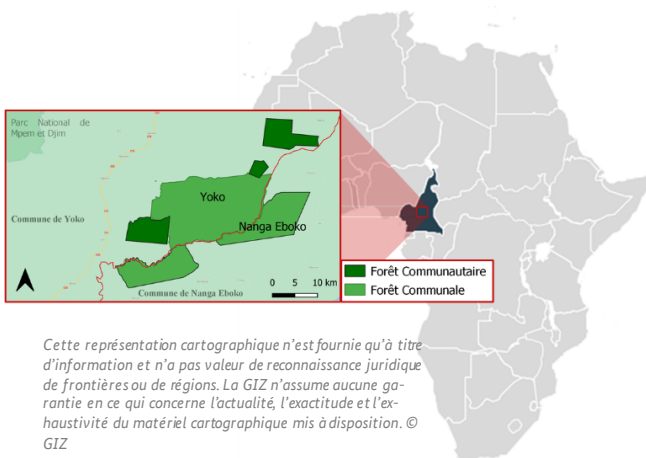 Parc National de
Mpem et Djim
Yoko
Commune de Yoko
Nanga Eboko
Commune de Nanga Eboko
0 5 10 km
Forêt Communautaire
Forêt Communale
Cette représentation cartographique n'est fournie qu'à titre
d'information et n'a pas valeur de reconnaissance juridique
de frontières ou de régions. La GIZ n'assume aucune ga-
rantie en ce qui concerne l'actualité, l'exactitude et l'ex-
haustivité du matériel cartographique mis à disposition. ©
GIZ